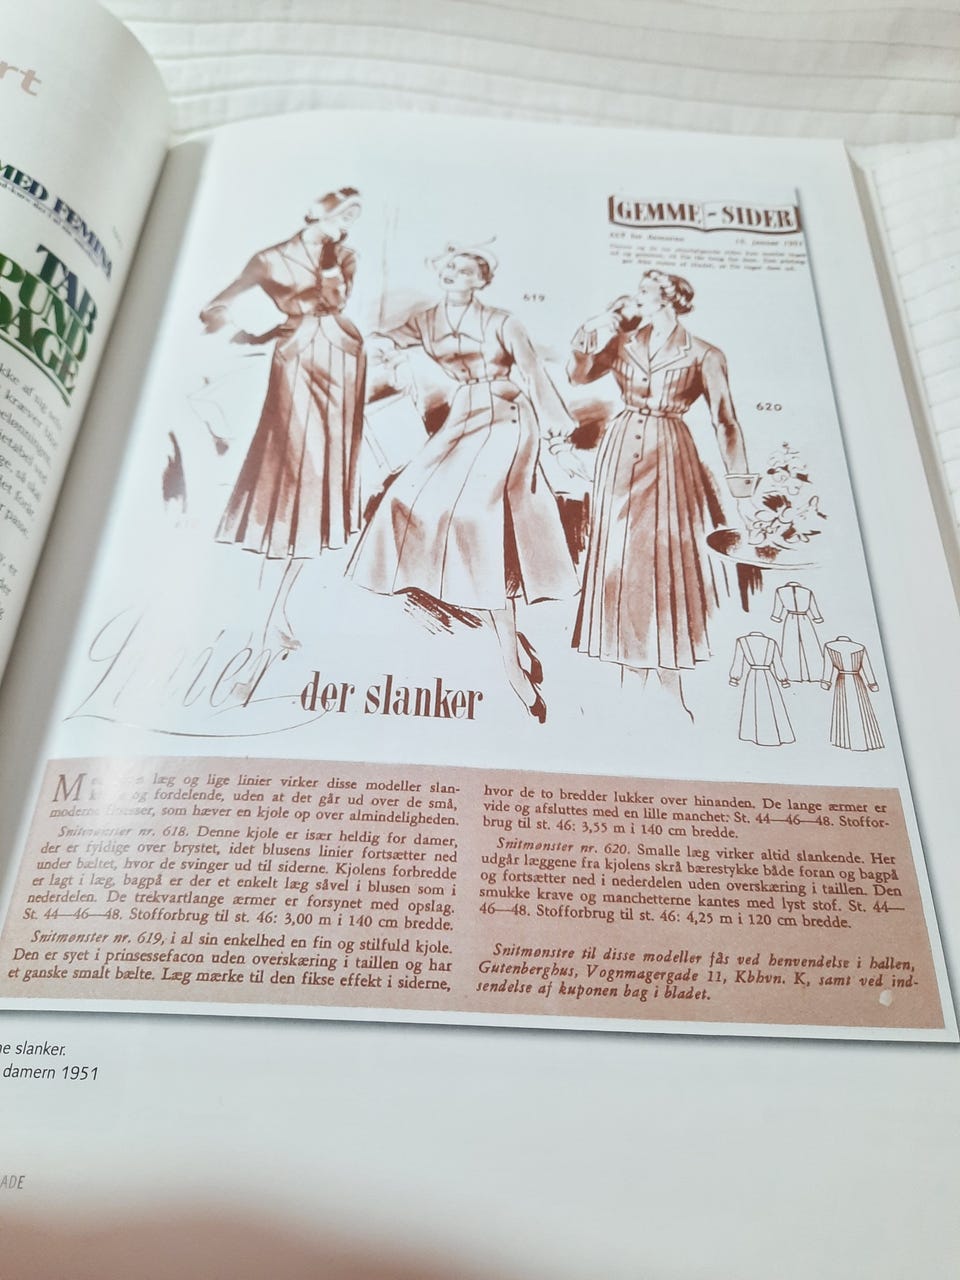 rt
MED FEMINA
TAB
PUND
DAGE
GEMME-SIDER
10. januar 1951
619
620
Linier der slanker
læg og lige linier virker disse modeller slan-
og fordelende, uden at det går ud over de små,
moderne finesser, som hæver en kjole op over almindeligheden.
Snitmønster nr. 618. Denne kjole er især heldig for damer,
der er fyldige over brystet, idet blusens linier fortsætter ned
under bæltet, hvor de svinger ud til siderne. Kjolens forbredde
er lagt i læg, bagpå er der et enkelt læg såvel i blusen som i
nederdelen. De trekvartlange ærmer er forsynet med opslag.
St. 44—46—48. Stofforbrug til st. 46: 3,00 m i 140 cm bredde.
Snitmønster nr. 619, i al sin enkelhed en fin og stilfuld kjole.
Den er syet i prinsessefacon uden overskæring i taillen og har
et ganske smalt bælte. Læg mærke til den fikse effekt i siderne,
hvor de to bredder lukker over hinanden. De lange ærmer er
vide og afsluttes med en lille manchet: St. 44—46—48. Stoffor-
brug til st. 46: 3,55 m i 140 cm bredde.
Snitmønster nr. 620. Smalle læg virker altid slankende. Her
udgår læggene fra kjolens skrå bærestykke både foran og bagpå
og fortsætter ned i nederdelen uden overskæring i taillen. Den
smukke krave og manchetterne kantes med lyst stof. St. 44—
46—48. Stofforbrug til st. 46: 4,25 m i 120 cm bredde.
Snitmønstre til disse modeller fås ved henvendelse i hallen,
Gutenberghus, Vognmagergade 11, Kbhvn. K, samt ved ind-
sendelse af kuponen bag i bladet.
ne slanker.
damern 1951
ADE